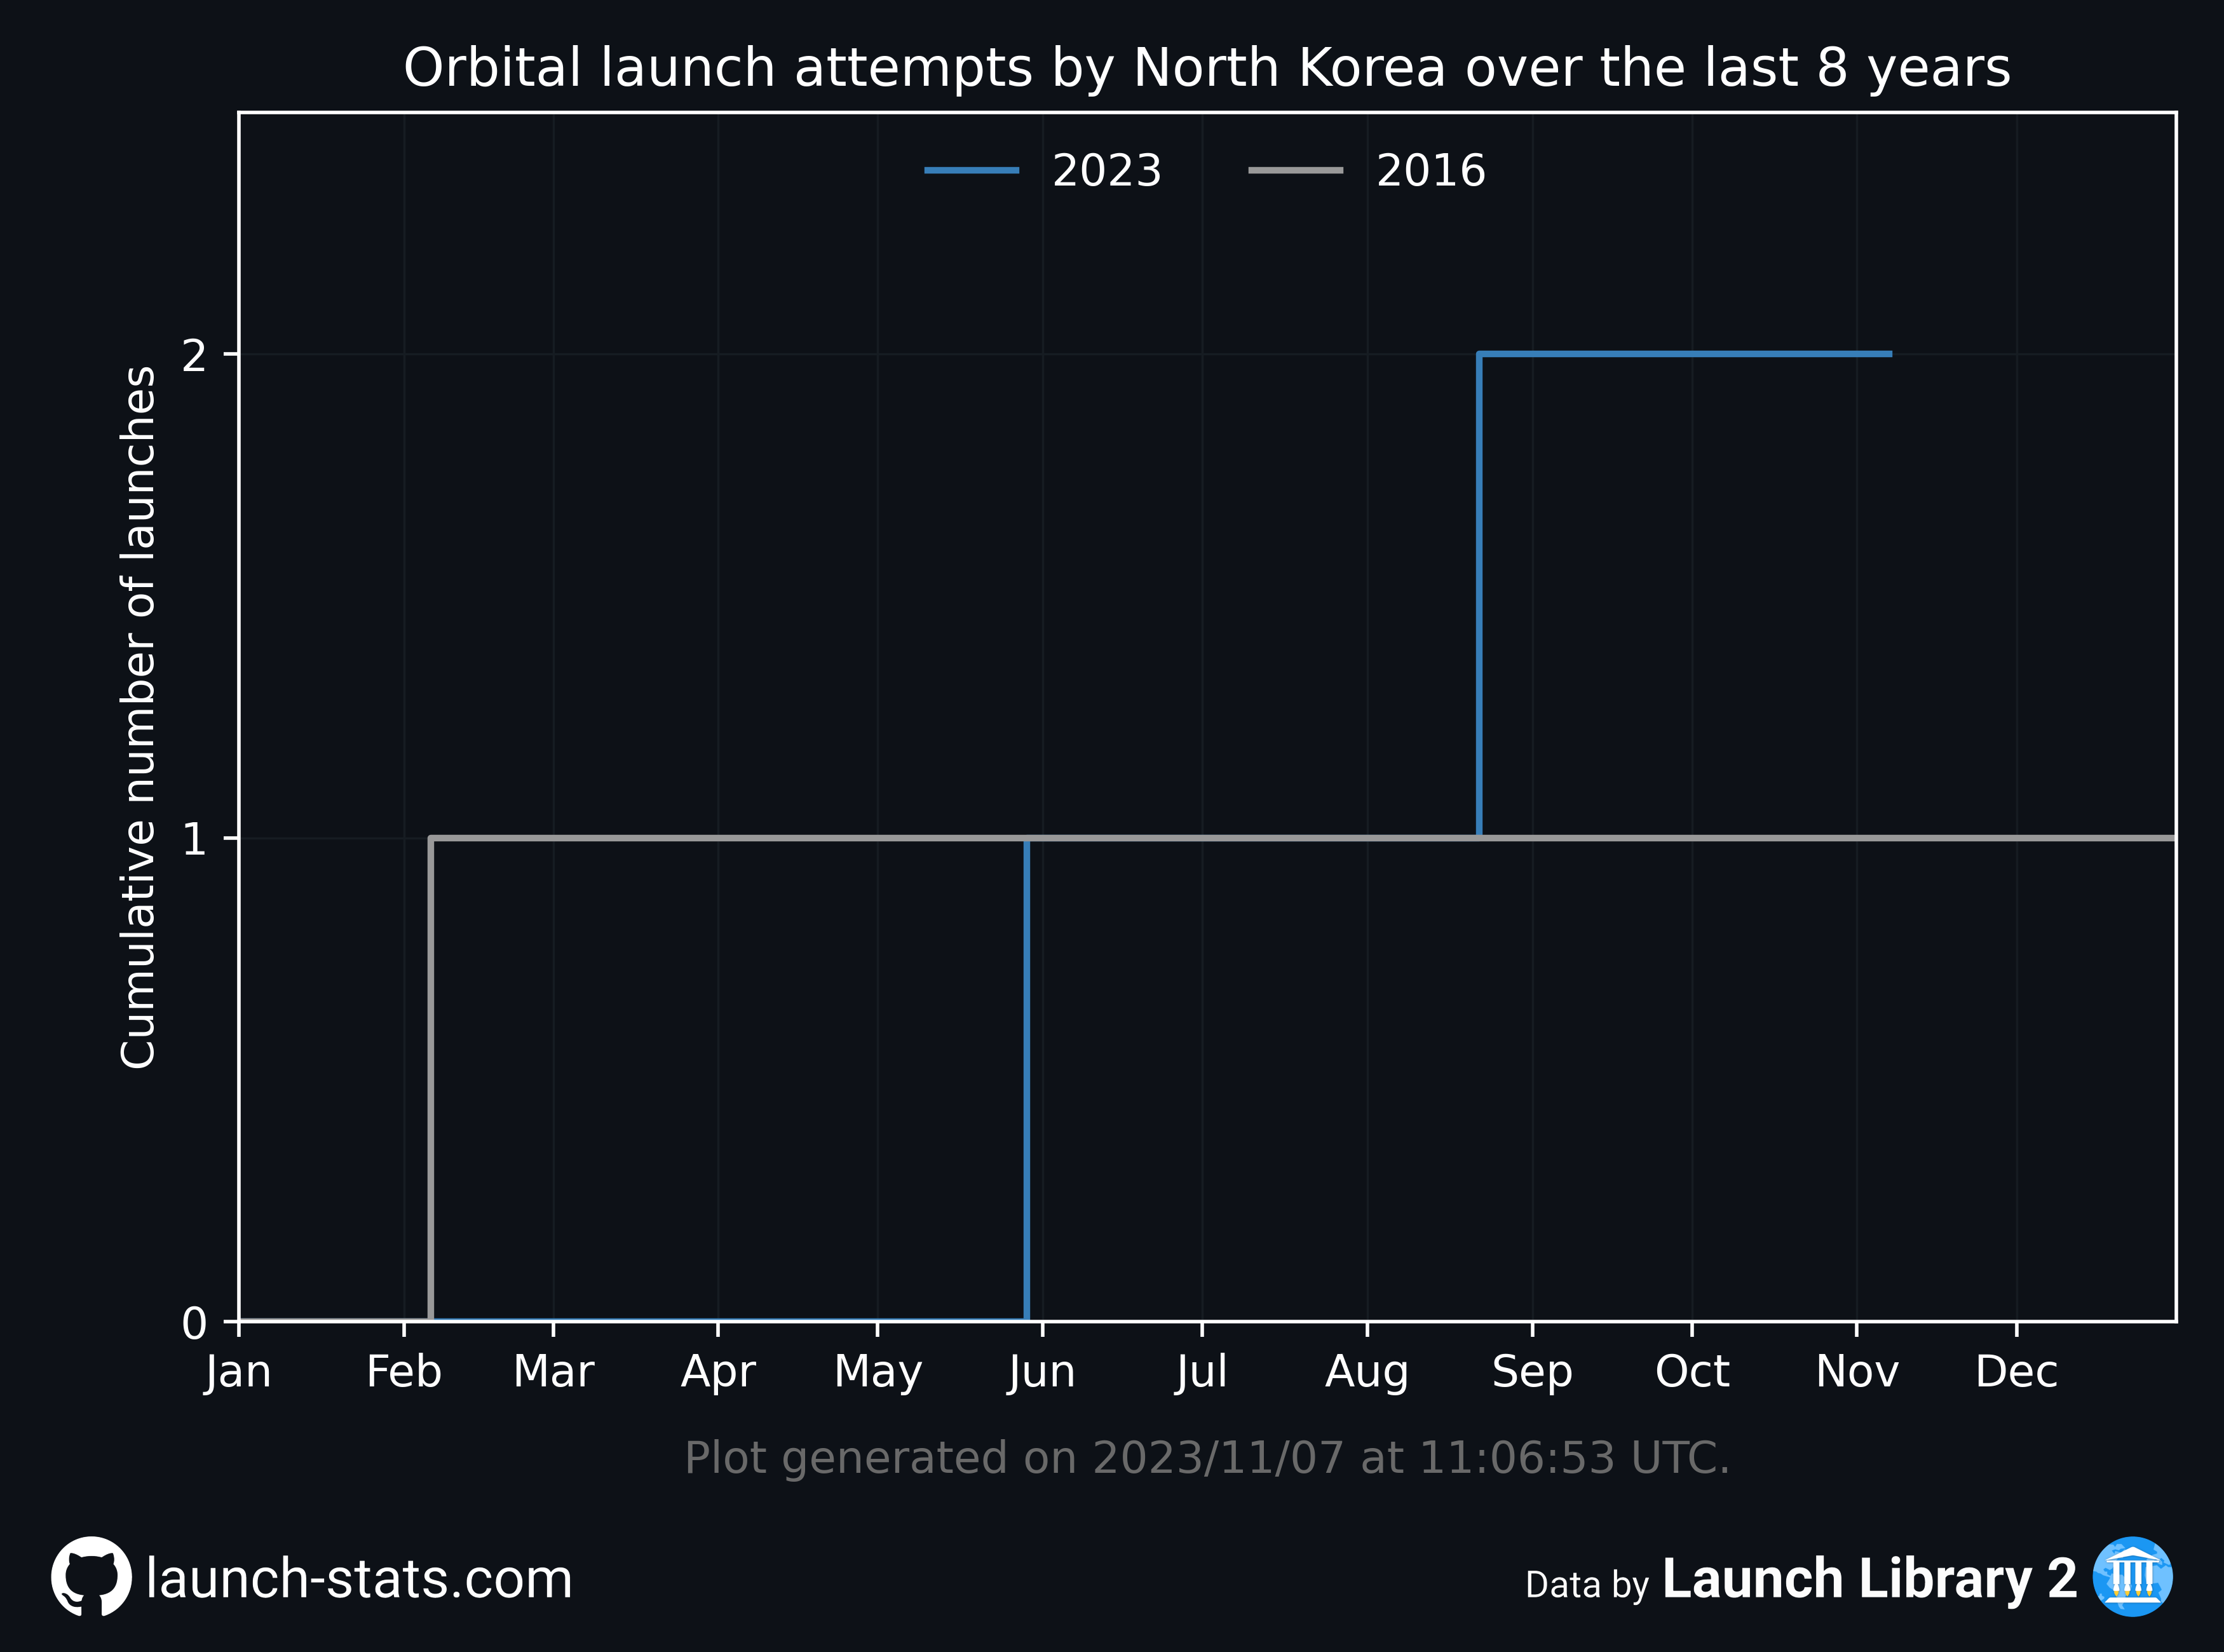 Orbital launch attempts by North Korea over the last 8 years
2023 2016
Cumulative number of launches
2
1
0
Jan Feb Mar Apr May Jun Jul Aug Sep Oct Nov Dec
Plot generated on 2023/11/07 at 11:06:53 UTC.
launch-stats.com
Data by Launch Library 2